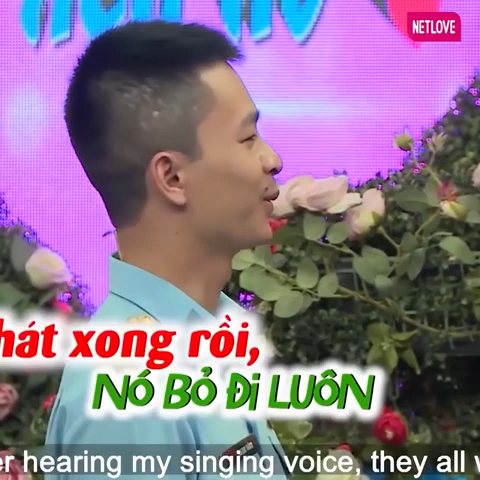 NETLOVE
hát xong rồi,
NÓ BỎ ĐI LUÔN
er hearing my singing voice, they all w